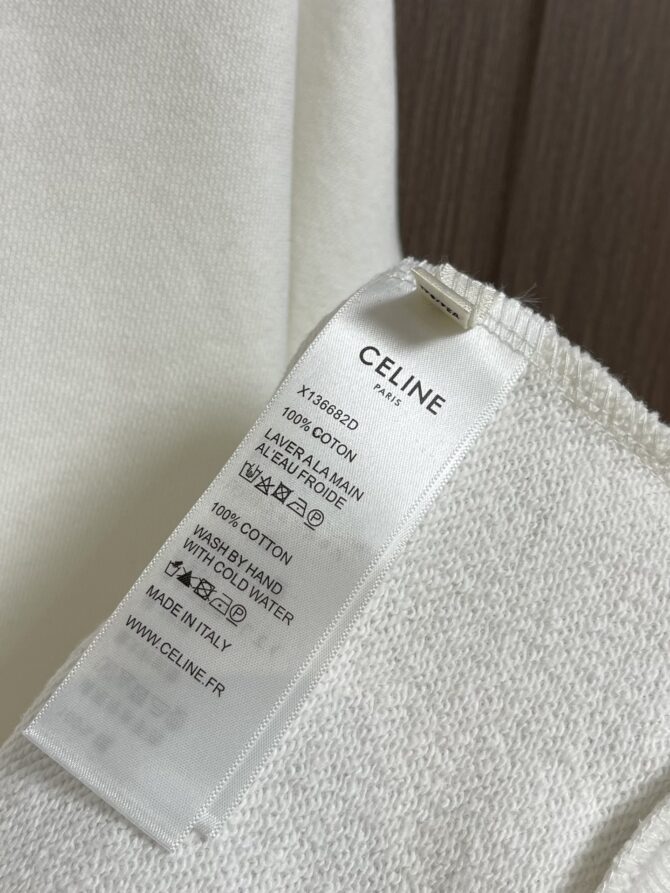 CELINE
PARIS
X136682D
100% COTON
LAVER A LA MAIN
AL'EAU FROIDE
100% COTTON
WASH BY HAND
WITH COLD WATER
MADE IN ITALY
WWW.CELINE.FR